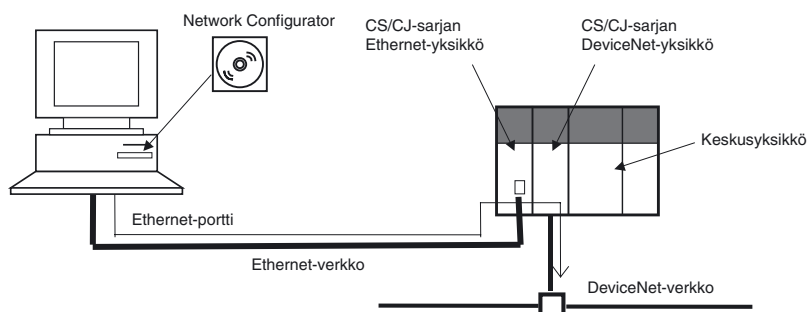 Network Configurator
CS/CJ-sarjan
Ethernet-yksikkö
CS/CJ-sarjan
DeviceNet-yksikkö
Keskusyksikkö
Ethernet-portti
Ethernet-verkko
DeviceNet-verkko